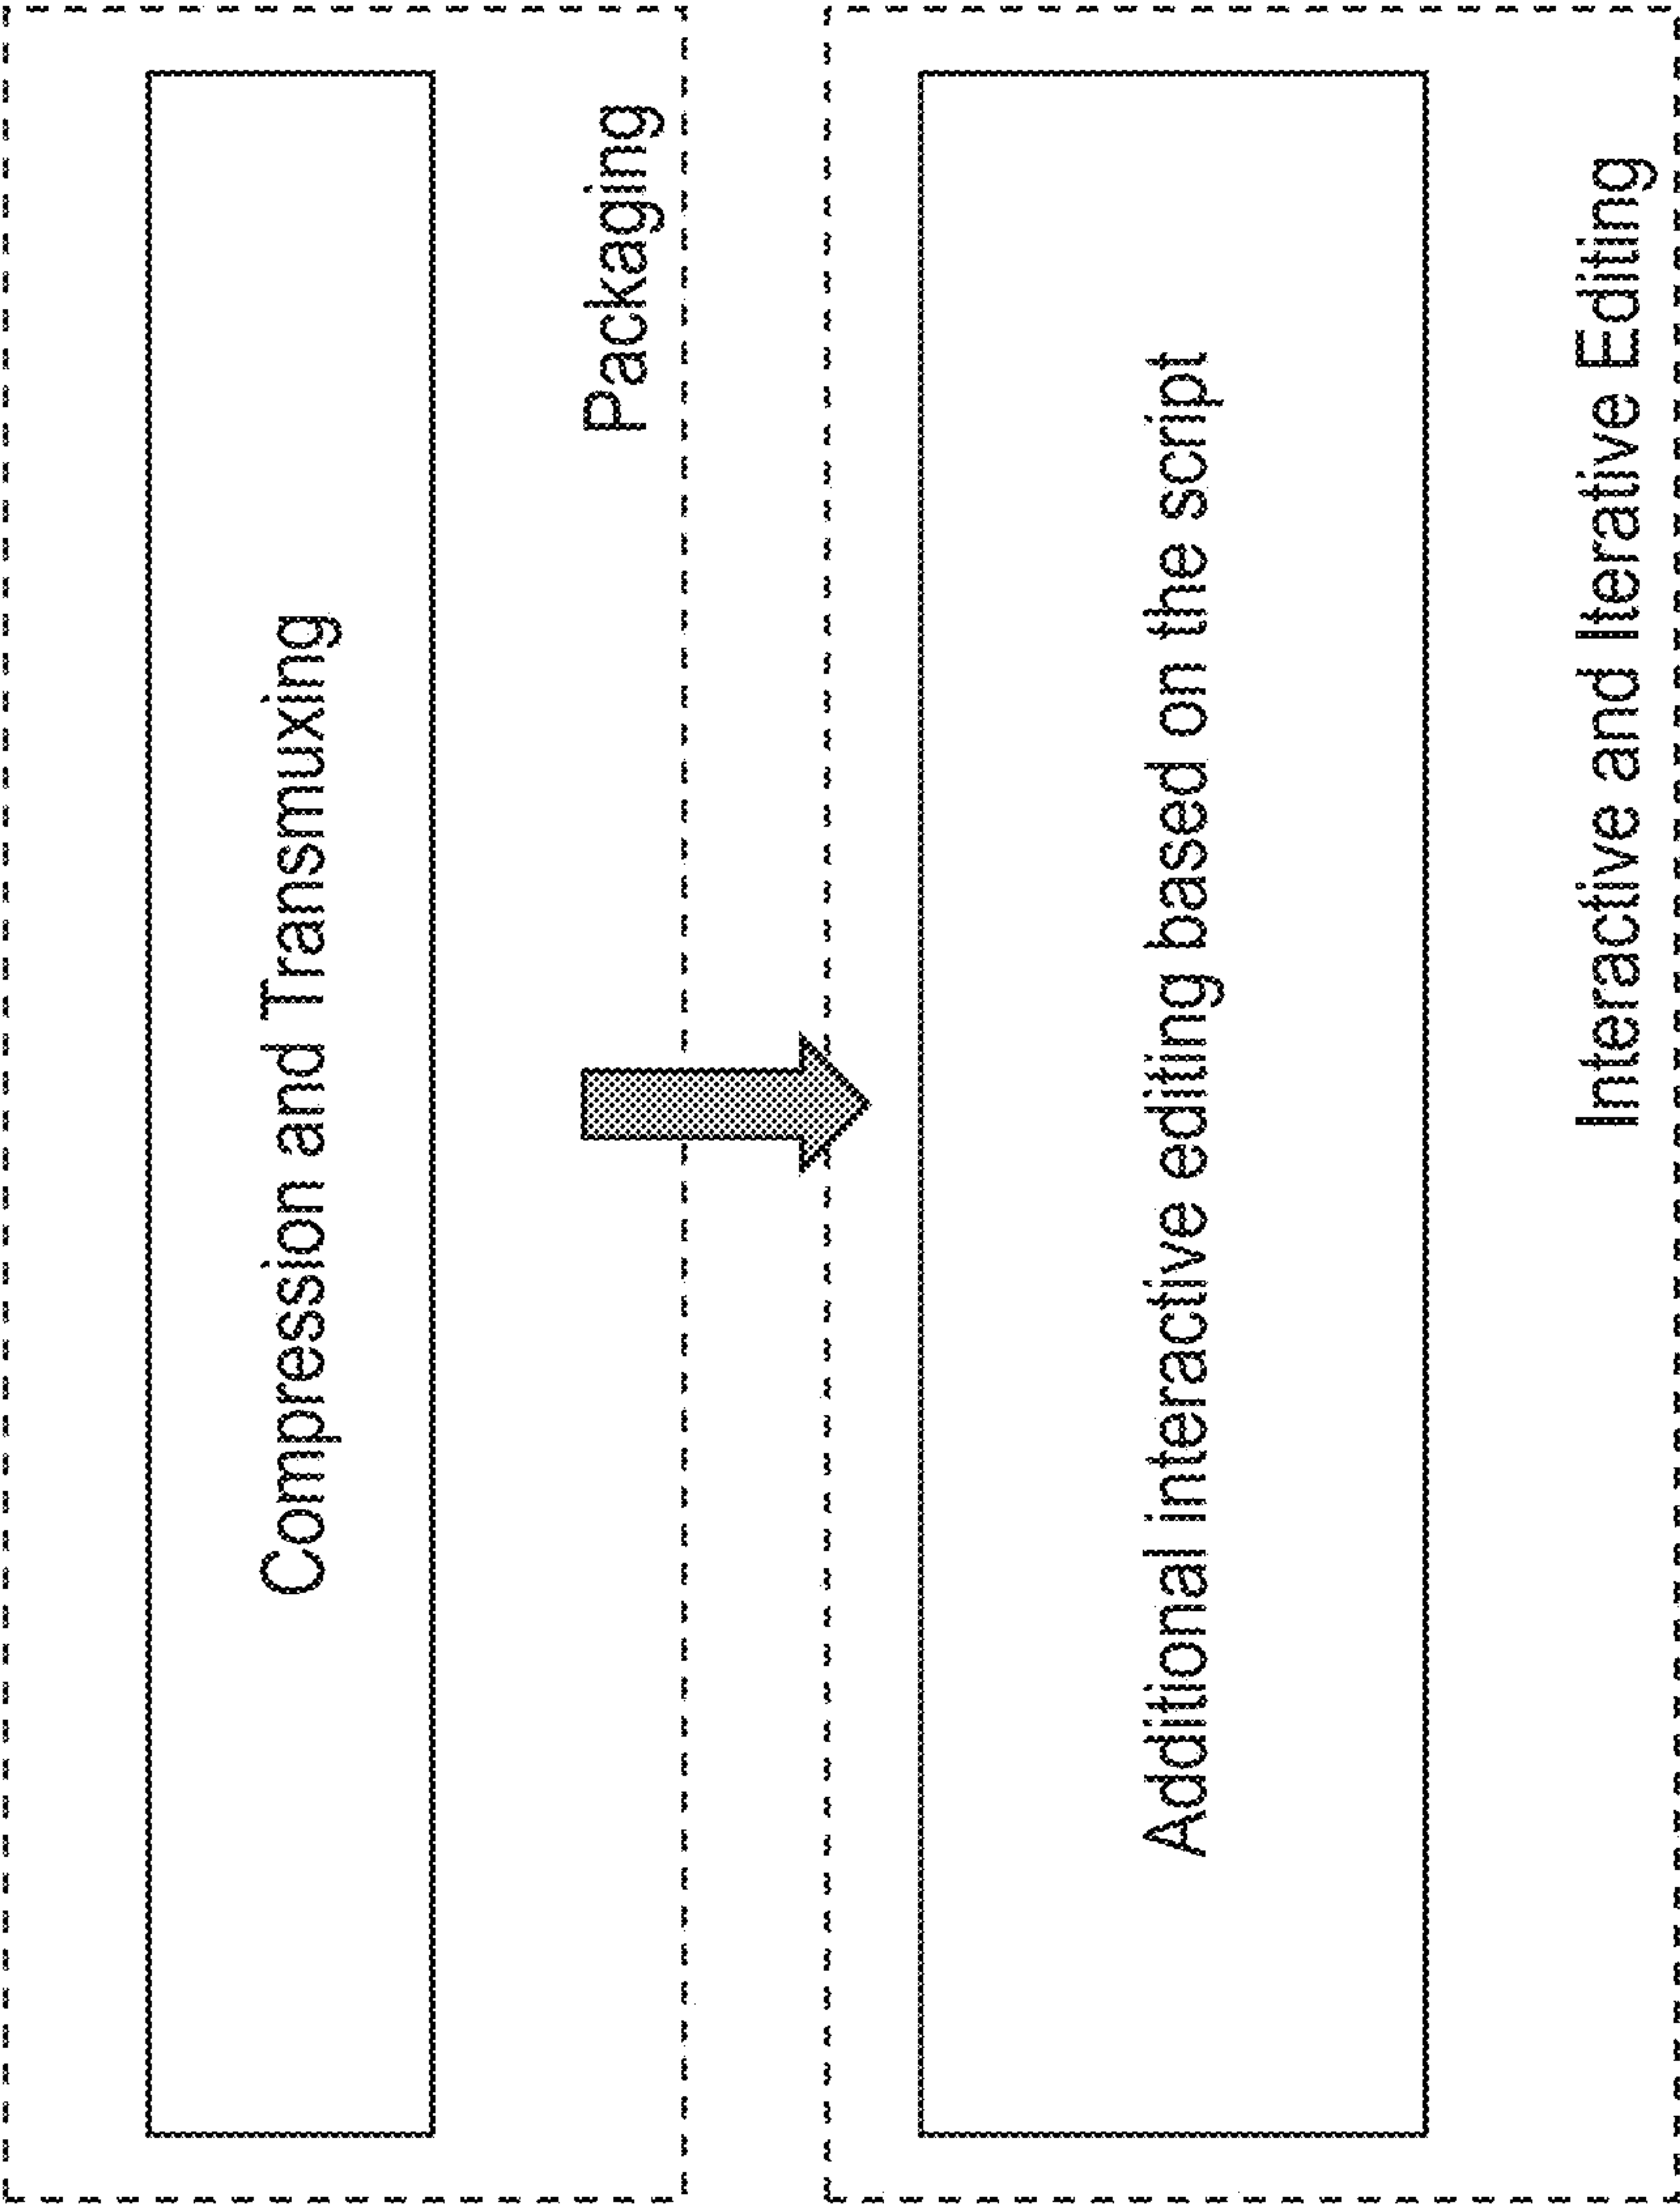 Compression and Transmuxing
Packaging
Additional interactive editing based on the script
Interactive and Iterative Editing